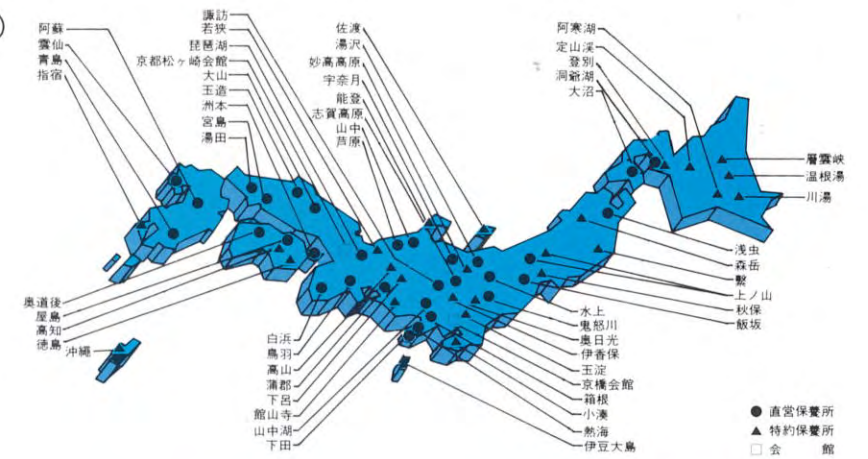 阿蘇
雲仙
青島
指宿
諏訪
若狭
琵琶湖
京都松ヶ崎会館
大山
玉造
洲本
宮島
湯田
佐渡
湯沢
妙高高原
宇奈月
能登
志賀高原
山中
芦原
阿寒湖
定山渓
登別
洞爺湖
大沼
層雲峡
温根湯
川湯
浅虫
森岳
繋
上ノ山
秋保
飯坂
水上
鬼怒川
奥日光
伊香保
玉淀
京橋会館
箱根
小湊
熱海
伊豆大島
奥道後
屋島
高知
徳島
沖縄
白浜
鳥羽
高山
蒲郡
下呂
館山寺
山中湖
下田
● 直営保養所
▲ 特約保養所
□ 会 館